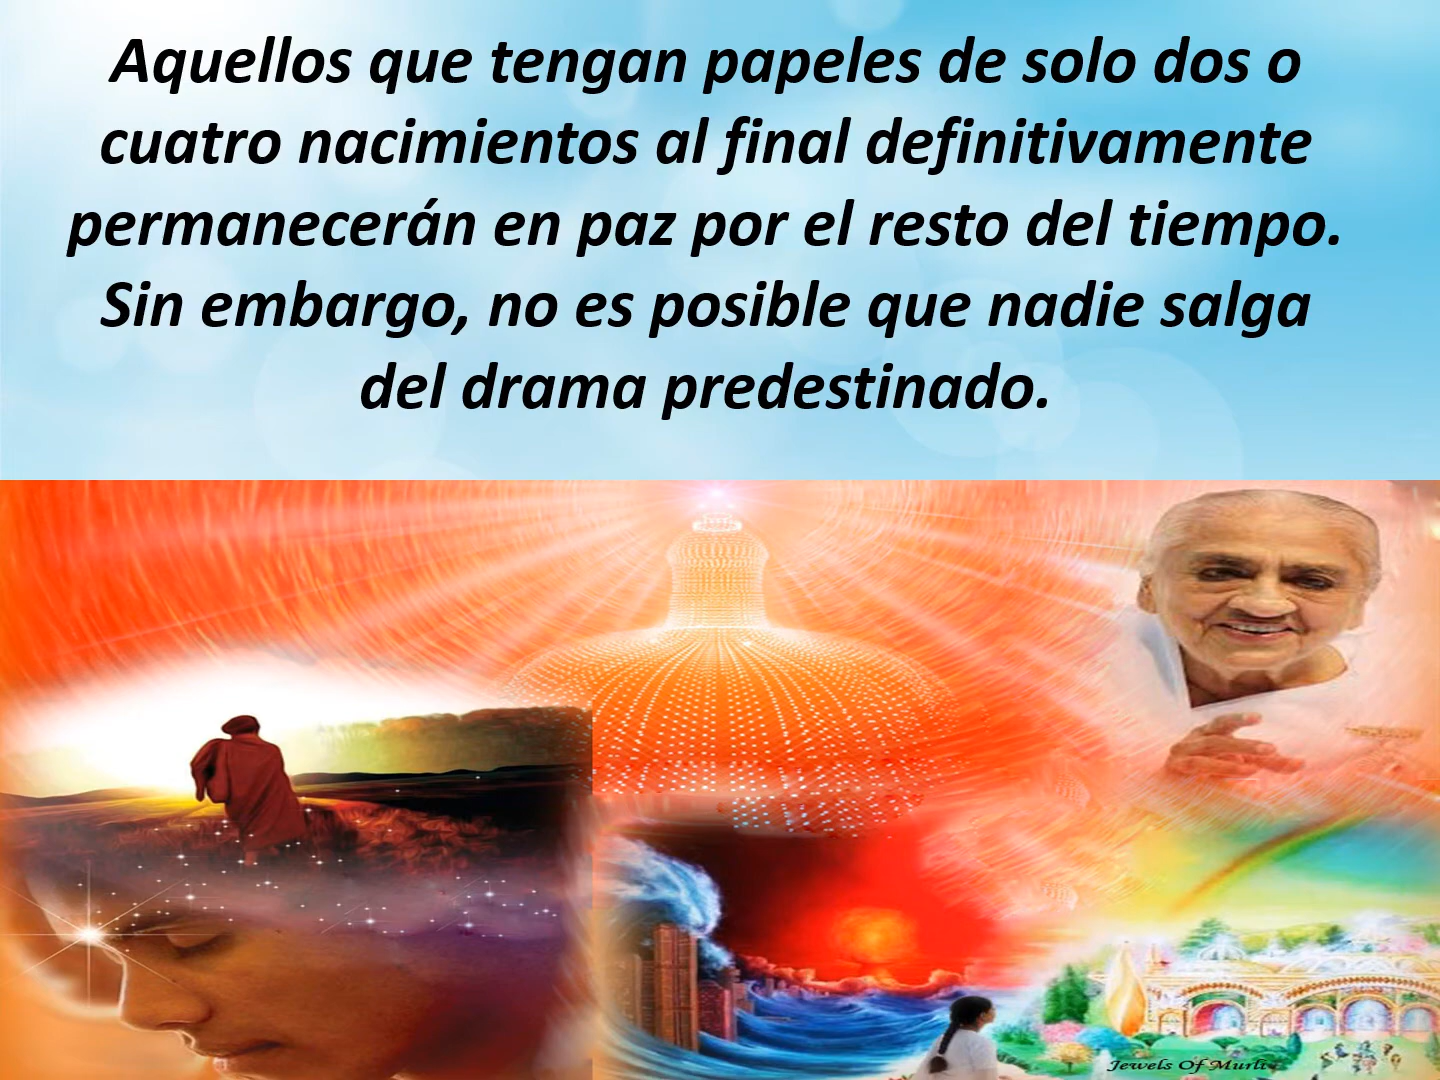 Aquellos que tengan papeles de solo dos o
cuatro nacimientos al final definitivamente
permanecerán en paz por el resto del tiempo.
Sin embargo, no es posible que nadie salga
del drama predestinado.
Jewels Of Murli